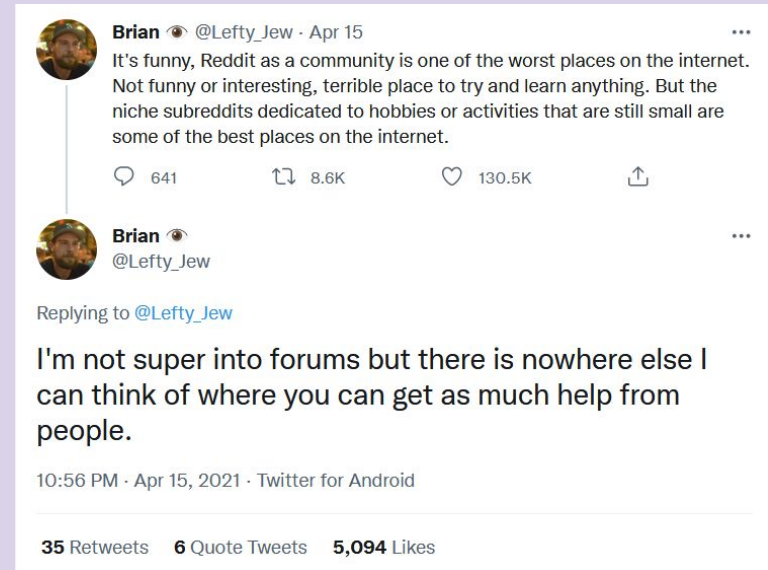 Brian 👁 @Lefty_Jew · Apr 15
It's funny, Reddit as a community is one of the worst places on the internet.
Not funny or interesting, terrible place to try and learn anything. But the
niche subreddits dedicated to hobbies or activities that are still small are
some of the best places on the internet.
641 8.6K 130.5K
Brian 👁
@Lefty_Jew
Replying to @Lefty_Jew
I'm not super into forums but there is nowhere else I
can think of where you can get as much help from
people.
10:56 PM · Apr 15, 2021 · Twitter for Android
35 Retweets 6 Quote Tweets 5,094 Likes